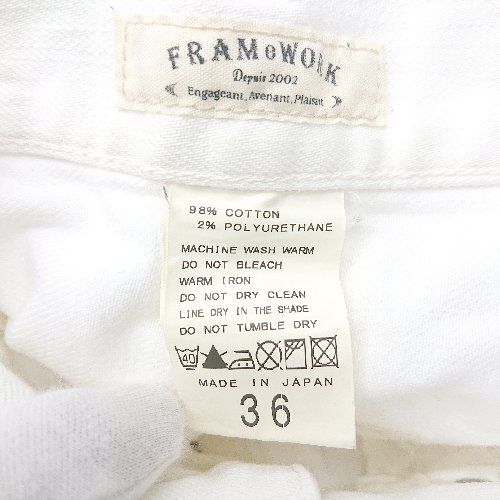 FRAMeWORK
Depuis 2002
Engageant, Avenant, Plaisat
98% COTTON
2% POLYURETHANE
MACHINE WASH WARM
DO NOT BLEACH
WARM IRON
DO NOT DRY CLEAN
LINE DRY IN THE SHADE
DO NOT TUMBLE DRY
40
MADE IN JAPAN
36